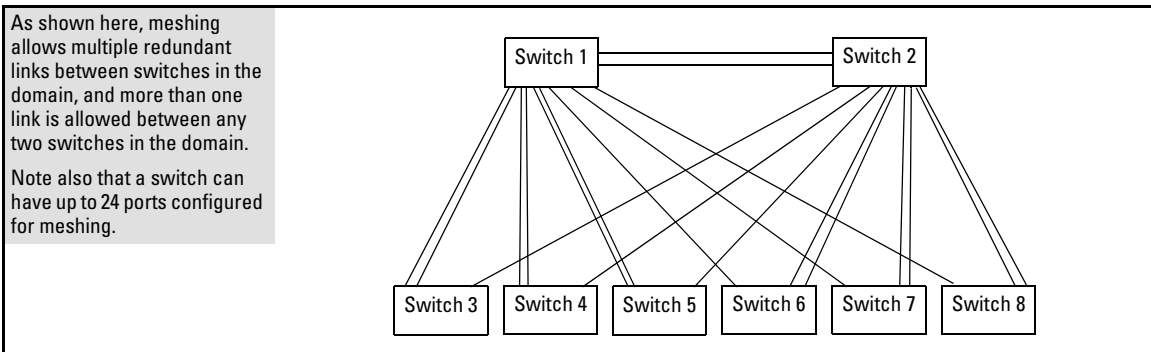 As shown here, meshing
allows multiple redundant
links between switches in the
domain, and more than one
link is allowed between any
two switches in the domain.
Note also that a switch can
have up to 24 ports configured
for meshing.
Switch 1
Switch 2
Switch 3
Switch 4
Switch 5
Switch 6
Switch 7
Switch 8